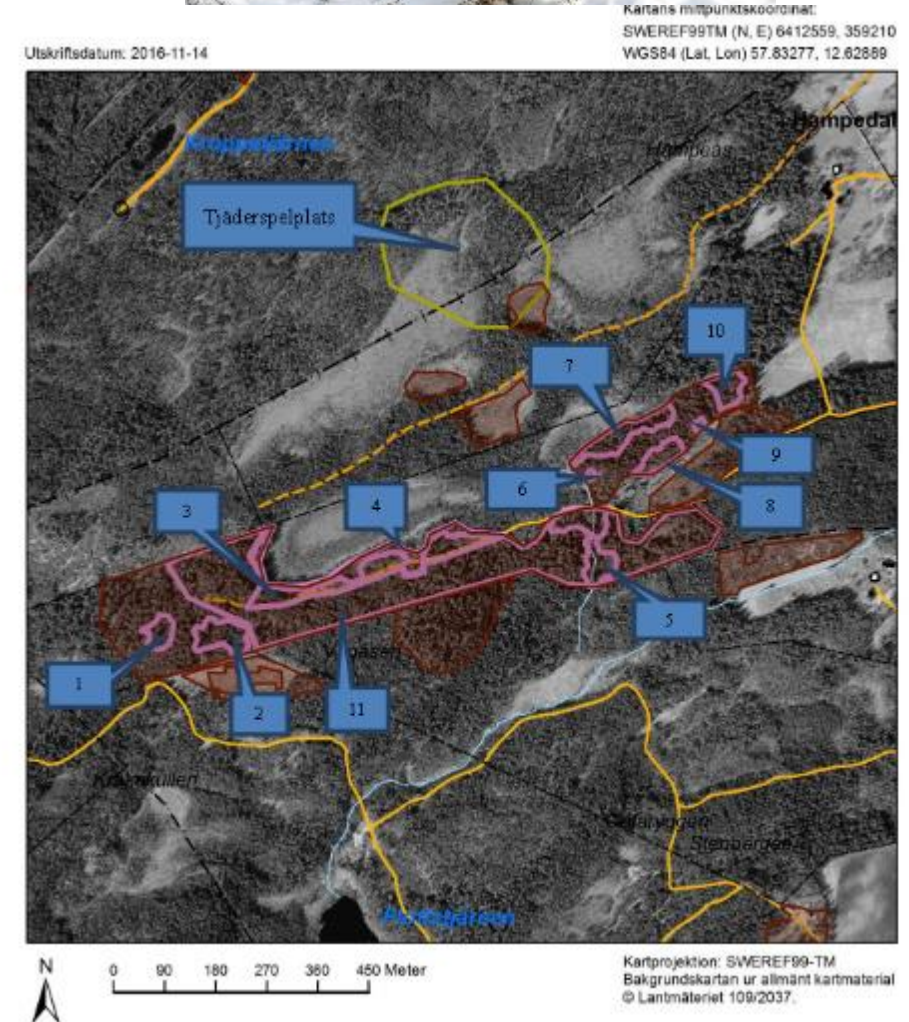 Kartans mittpunktskoordinat:
SWEREF99TM (N, E) 6412559, 359210
Utskriftsdatum: 2016-11-14
WGS84 (Lat, Lon) 57.83277, 12.62889
Tjäderspelplats
10
7
9
6
8
3
4
5
1
2
11
N
0 90 180 270 360 450 Meter
Kartprojektion: SWEREF99-TM
Bakgrundskartan ur allmänt kartmaterial
© Lantmäteriet 109/2037.